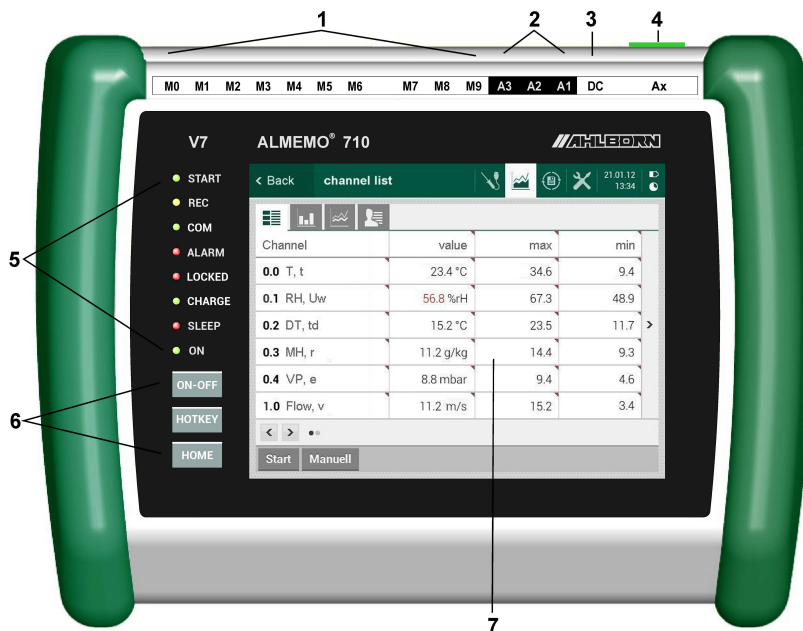 1 2 3 4
M0 M1 M2 M3 M4 M5 M6 M7 M8 M9 A3 A2 A1 DC Ax
V7 ALMEMO® 710 AHLBORN
START
REC
COM
ALARM
LOCKED
CHARGE
SLEEP
ON
5
ON-OFF
HOTKEY
HOME
6
< Back channel list 21.01.12
13:34
Channel value max min
0.0 T, t 23.4 °C 34.6 9.4
0.1 RH, Uw 56.8 %rH 67.3 48.9
0.2 DT, td 15.2 °C 23.5 11.7 >
0.3 MH, r 11.2 g/kg 14.4 9.3
0.4 VP, e 8.8 mbar 9.4 4.6
1.0 Flow, v 11.2 m/s 15.2 3.4
< >
Start Manuell
7